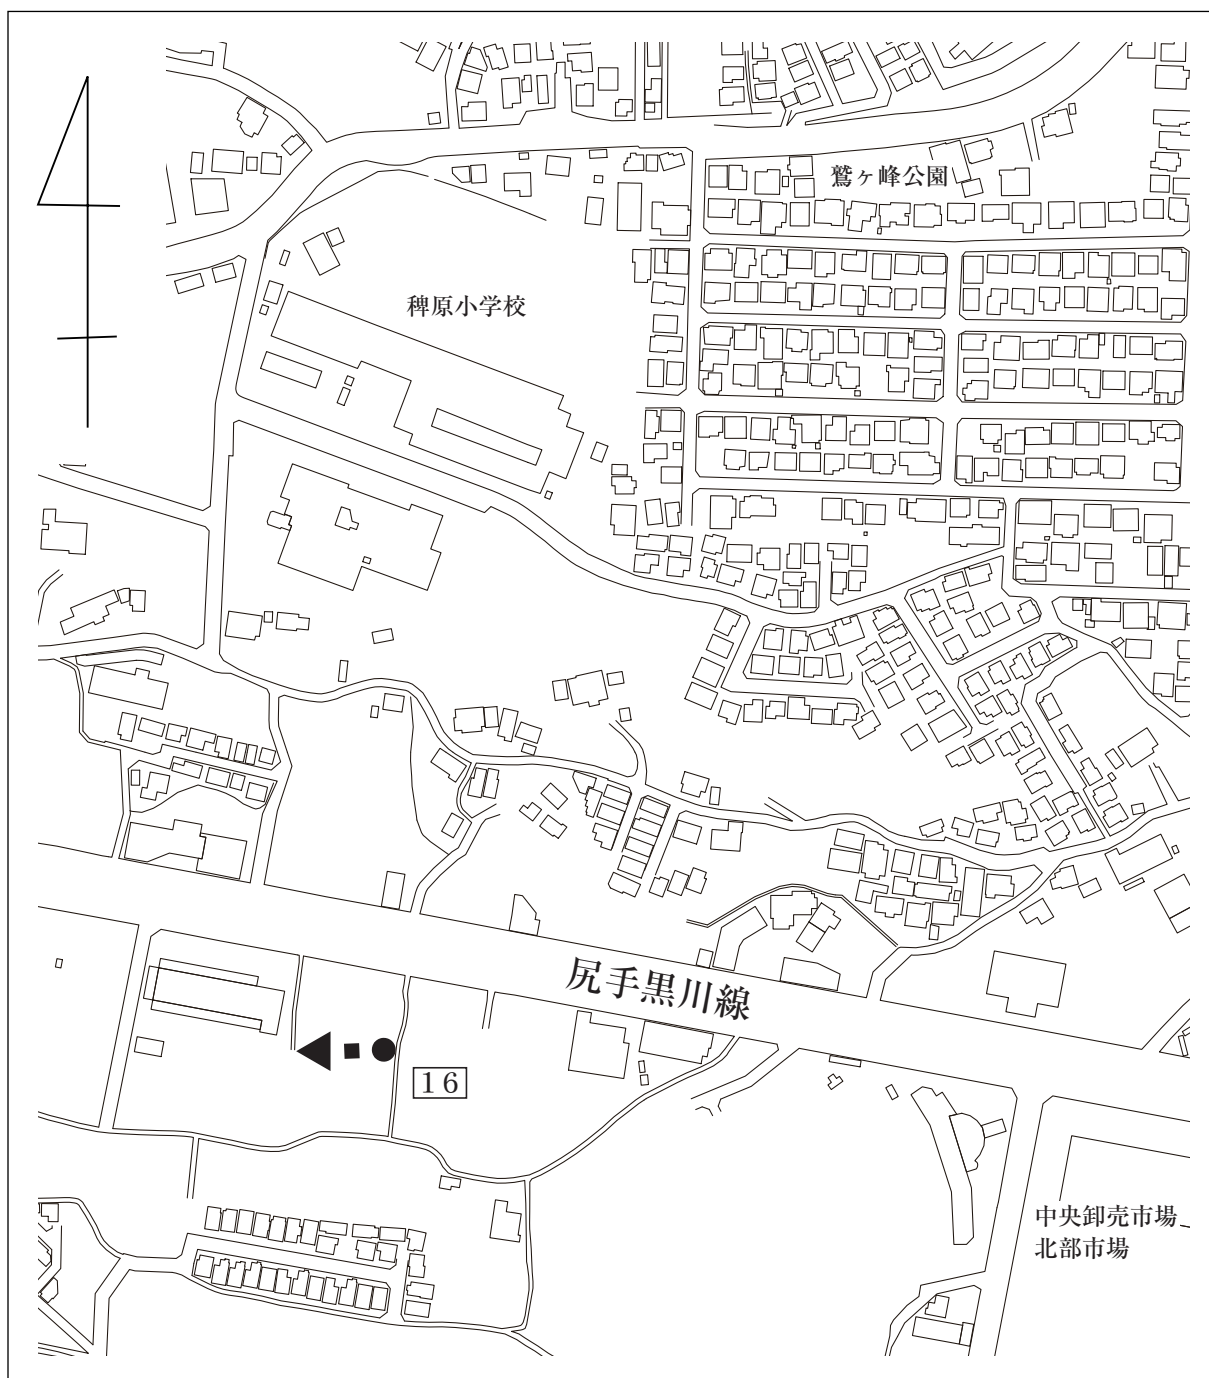 鷲ヶ峰公園
稗原小学校
尻手黒川線
16
中央卸売市場
北部市場